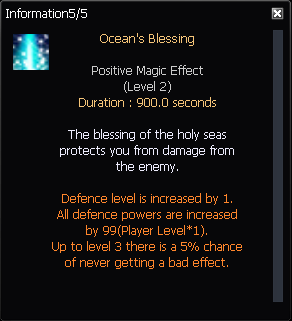 Information5/5
Ocean's Blessing
Positive Magic Effect
(Level 2)
Duration : 900.0 seconds
The blessing of the holy seas
protects you from damage from
the enemy.
Defence level is increased by 1.
All defence powers are increased
by 99(Player Level*1).
Up to level 3 there is a 5% chance
of never getting a bad effect.